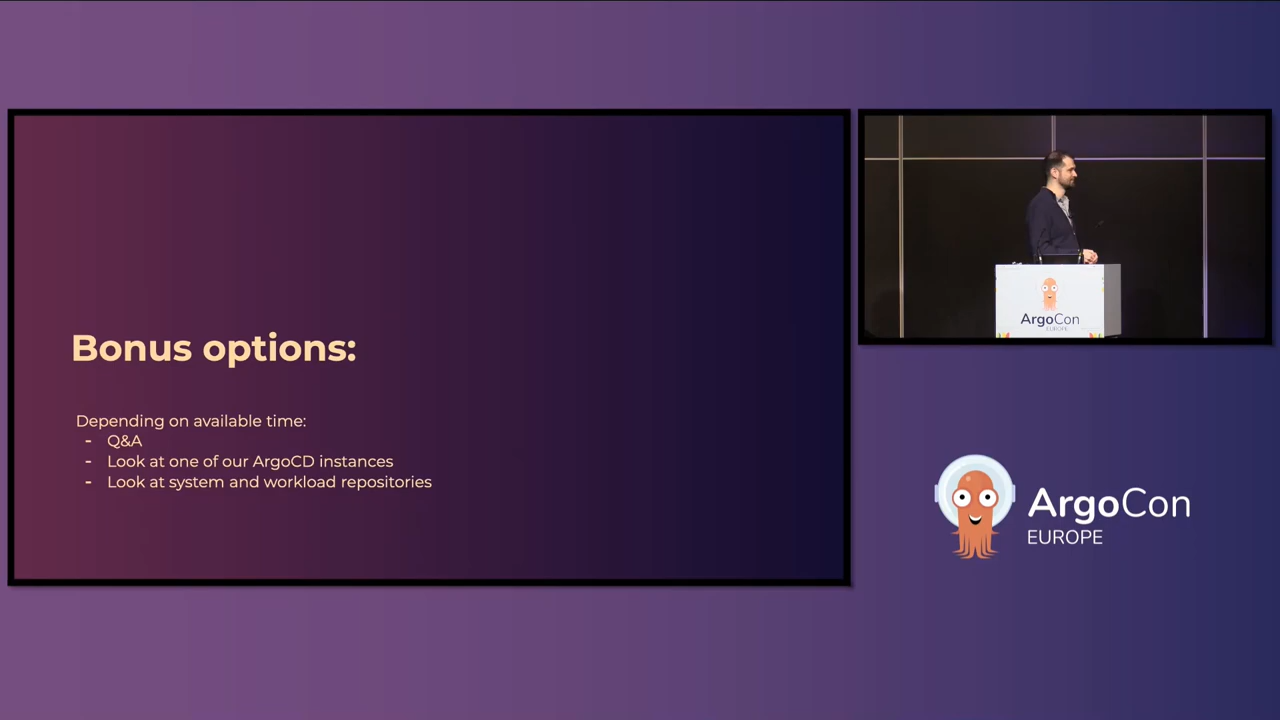 Bonus options:
Depending on available time:
- Q&A
- Look at one of our ArgoCD instances
- Look at system and workload repositories
ArgoCon
EUROPE
ArgoCon
EUROPE